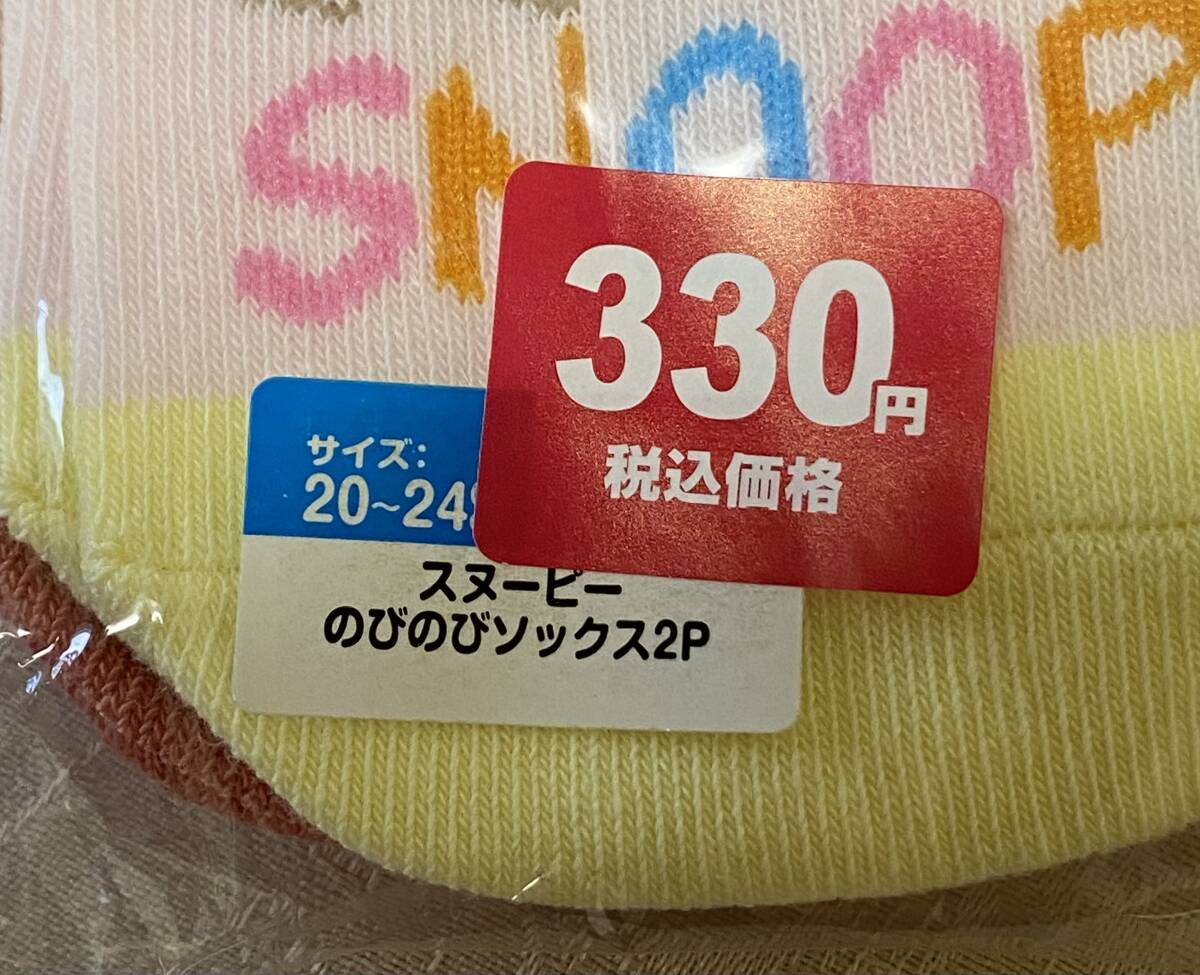 SNOOP
330円
税込価格
サイズ:
20~24
スヌーピー
のびのびソックス2P